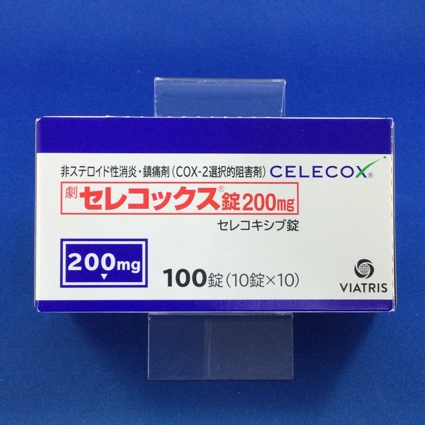 非ステロイド性消炎・鎮痛剤(COX-2選択的阻害剤) CELECOX®
劇 セレコックス®錠200mg
セレコキシブ錠
200mg
100錠(10錠×10)
VIATRIS